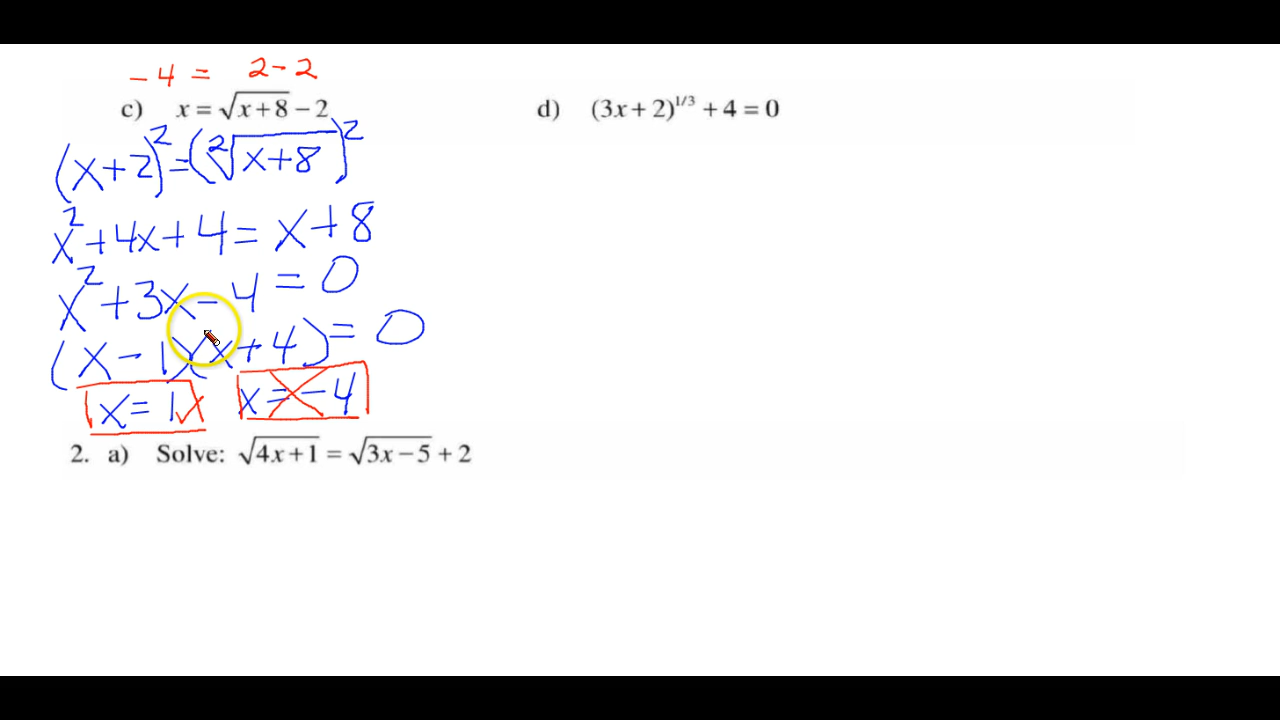 -4 = 2-2
c) x = √x+8 − 2
(x+2)²=(²√x+8)²
x²+4x+4=x+8
x²+3x-4=0
(x-1)(x+4)=0
x=1 x=-4
d) (3x+2)^1/3 + 4 = 0
2. a) Solve: √4x+1 = √3x−5 + 2